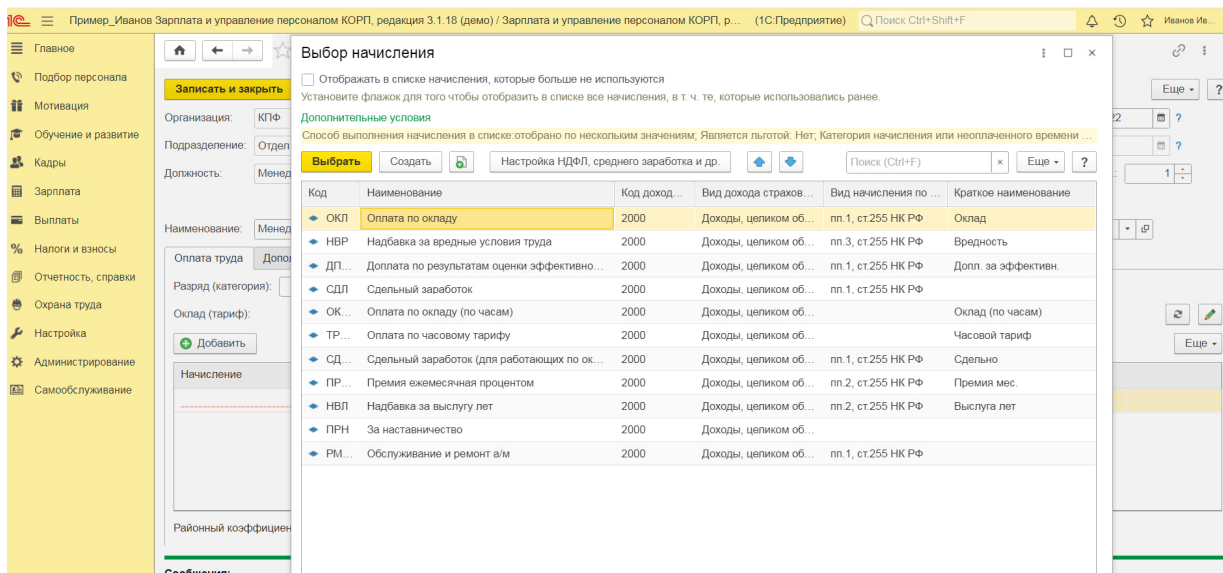 1С Пример_Иванов Зарплата и управление персоналом КОРП, редакция 3.1.18 (демо) / Зарплата и управление персоналом КОРП, р... (1С:Предприятие) Поиск Ctrl+Shift+F Иванов Ив...
Главное
Подбор персонала
Мотивация
Обучение и развитие
Кадры
Зарплата
Выплаты
Налоги и взносы
Отчетность, справки
Охрана труда
Настройка
Администрирование
Самообслуживание
Записать и закрыть
Еще
?
Организация: КПФ
22
?
Подразделение: Отдел
?
Должность: Менед
: 1
Наименование: Менед
Оплата труда
Допол
Разряд (категория):
Оклад (тариф):
Добавить
Еще
Начисление
Районный коэффициен
Сообщения:
Выбор начисления
Отображать в списке начисления, которые больше не используются
Установите флажок для того чтобы отобразить в списке все начисления, в т. ч. те, которые использовались ранее.
Дополнительные условия
Способ выполнения начисления в списке:отобрано по нескольким значениям; Является льготой: Нет; Категория начисления или неоплаченного времени ...
Выбрать Создать Настройка НДФЛ, среднего заработка и др. Поиск (Ctrl+F) × Еще ?
Код Наименование Код доход... Вид дохода страхов... Вид начисления по ... Краткое наименование
ОКЛ Оплата по окладу 2000 Доходы, целиком об... пп.1, ст.255 НК РФ Оклад
НВР Надбавка за вредные условия труда 2000 Доходы, целиком об... пп.3, ст.255 НК РФ Вредность
ДП... Доплата по результатам оценки эффективно... 2000 Доходы, целиком об... пп.1, ст.255 НК РФ Допл. за эффективн.
СДЛ Сдельный заработок 2000 Доходы, целиком об... пп.1, ст.255 НК РФ
ОК... Оплата по окладу (по часам) 2000 Доходы, целиком об... Оклад (по часам)
ТР... Оплата по часовому тарифу 2000 Доходы, целиком об... Часовой тариф
СД... Сдельный заработок (для работающих по ок... 2000 Доходы, целиком об... пп.1, ст.255 НК РФ Сдельно
ПР... Премия ежемесячная процентом 2000 Доходы, целиком об... пп.2, ст.255 НК РФ Премия мес.
НВЛ Надбавка за выслугу лет 2000 Доходы, целиком об... пп.2, ст.255 НК РФ Выслуга лет
ПРН За наставничество 2000 Доходы, целиком об...
РМ... Обслуживание и ремонт а/м 2000 Доходы, целиком об... пп.1, ст.255 НК РФ